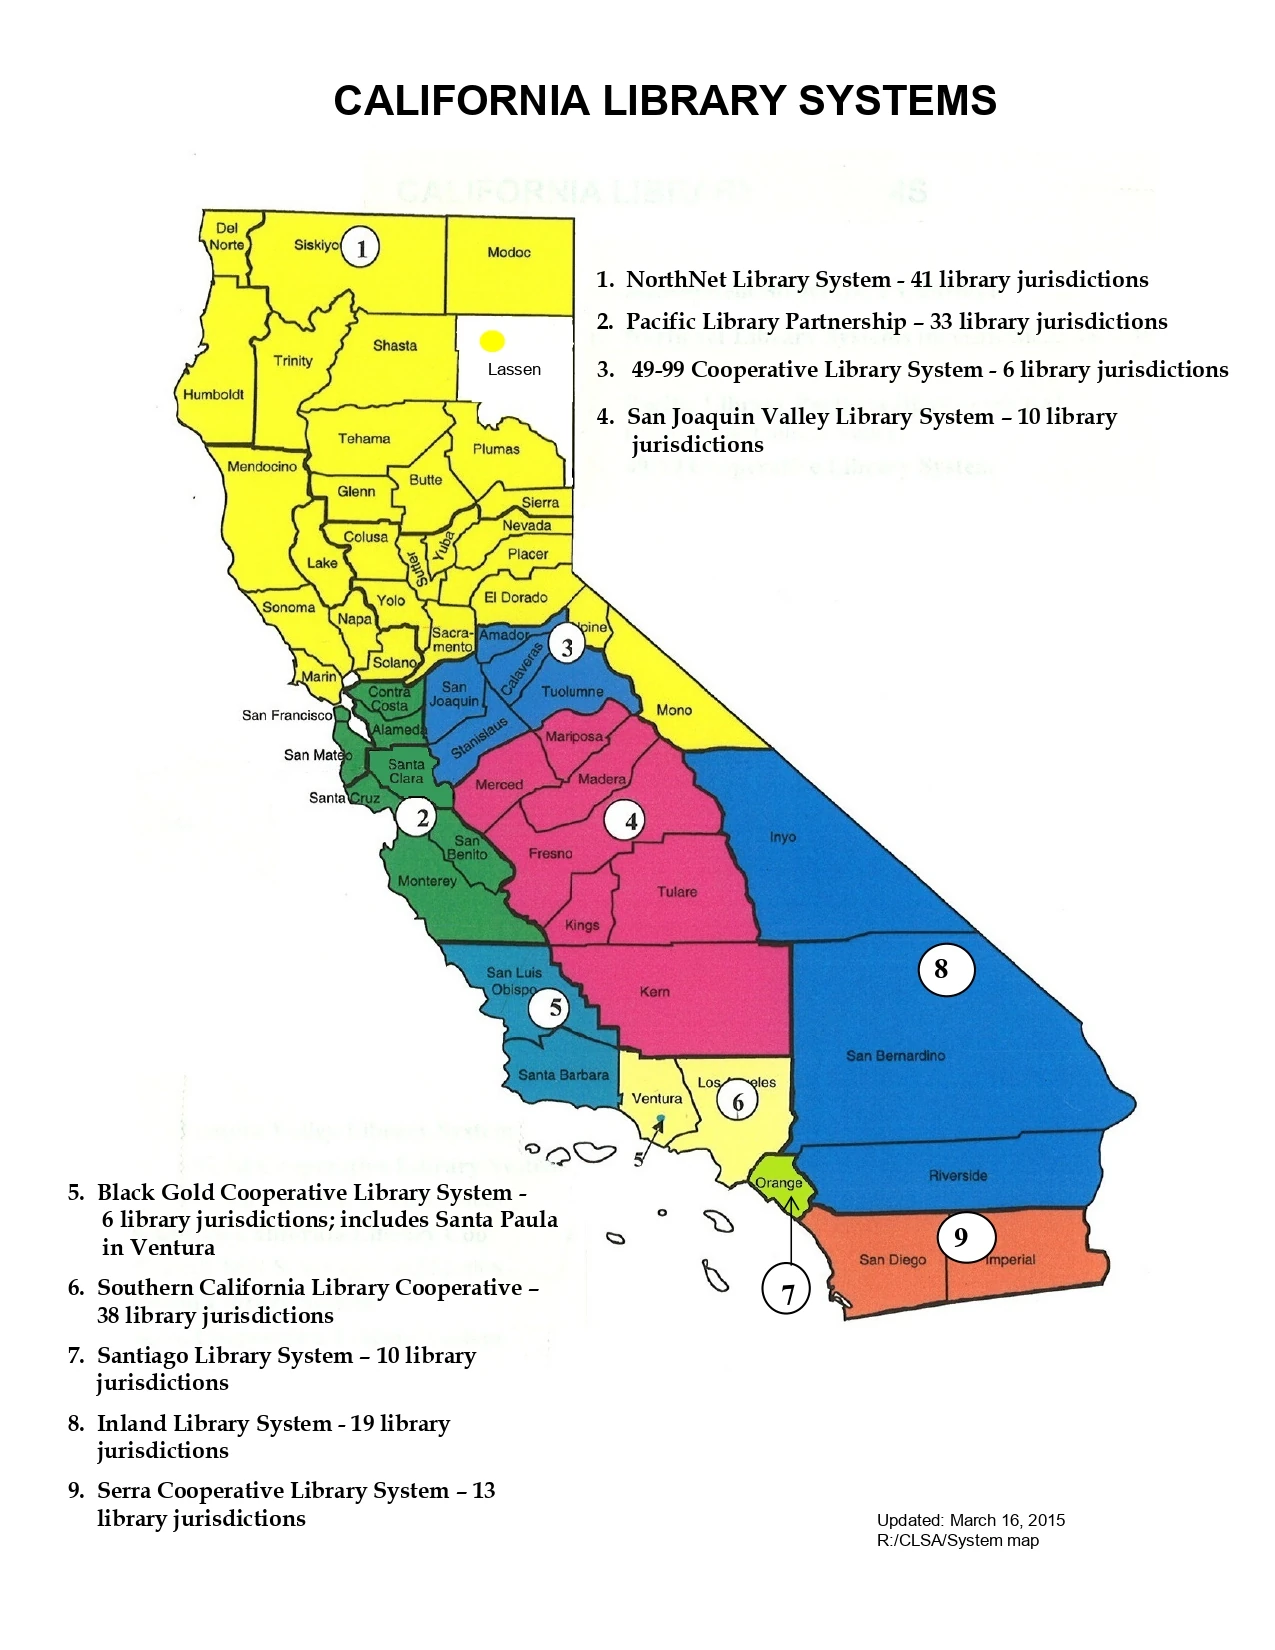 CALIFORNIA LIBRARY SYSTEMS
Del
Norte
Siskiyo
1
Modoc
1. NorthNet Library System - 41 library jurisdictions
2. Pacific Library Partnership – 33 library jurisdictions
3. 49-99 Cooperative Library System - 6 library jurisdictions
4. San Joaquin Valley Library System – 10 library
jurisdictions
Shasta
Trinity
Lassen
Humboldt
Tehama
Plumas
Mendocino
Butte
Glenn
Sierra
Nevada
Colusa
Yuba
Sutter
Placer
Lake
El Dorado
Yolo
Sonoma
Napa
Sacra-
mento
Amador
lpine
3
Calaveras
Solano
Marin
Contra
Costa
San
Joaquin
Tuolumne
Mono
San Francisco
Alameda
Stanislaus
Mariposa
San Mateo
Santa
Clara
Merced
Madera
Santa Cruz
2
4
Inyo
San
Benito
Fresno
Monterey
Tulare
Kings
San Luis
Obispo
5
Kern
8
San Bernardino
Santa Barbara
Ventura
Los A eles
6
5
Orange
Riverside
7
9
San Diego
Imperial
5. Black Gold Cooperative Library System -
6 library jurisdictions; includes Santa Paula
in Ventura
6. Southern California Library Cooperative –
38 library jurisdictions
7. Santiago Library System – 10 library
jurisdictions
8. Inland Library System - 19 library
jurisdictions
9. Serra Cooperative Library System – 13
library jurisdictions
Updated: March 16, 2015
R:/CLSA/System map